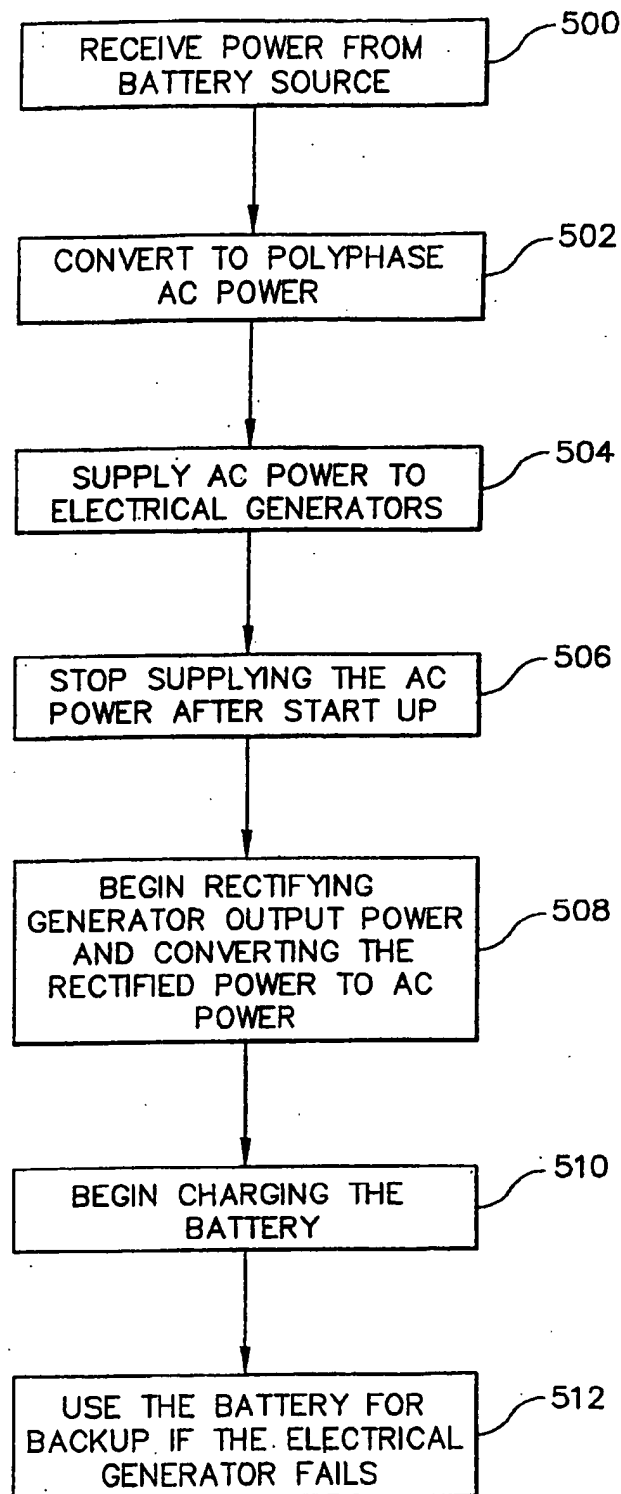 RECEIVE POWER FROM
BATTERY SOURCE
500
CONVERT TO POLYPHASE
AC POWER
502
SUPPLY AC POWER TO
ELECTRICAL GENERATORS
504
STOP SUPPLYING THE AC
POWER AFTER START UP
506
BEGIN RECTIFYING
GENERATOR OUTPUT POWER
AND CONVERTING THE
RECTIFIED POWER TO AC
POWER
508
BEGIN CHARGING THE
BATTERY
510
USE THE BATTERY FOR
BACKUP IF THE ELECTRICAL
GENERATOR FAILS
512